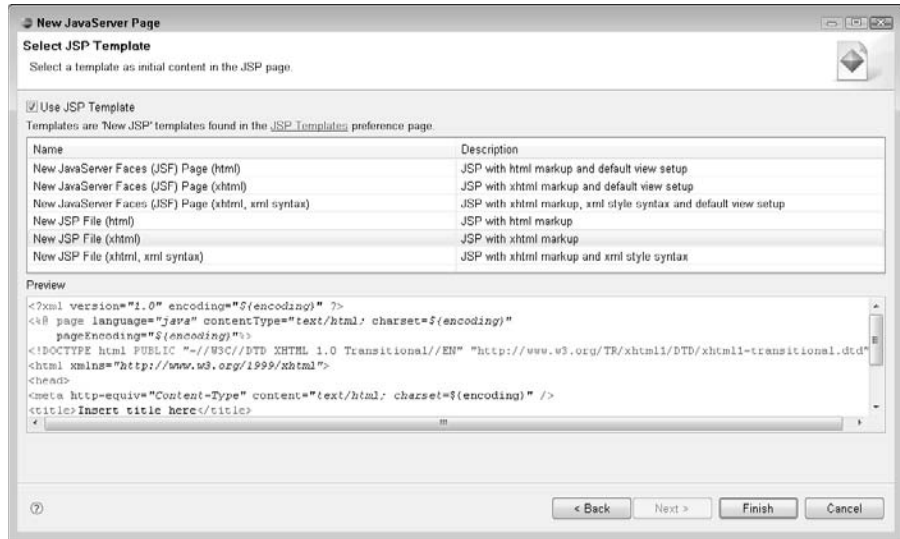 New JavaServer Page
Select JSP Template
Select a template as initial content in the JSP page.
Use JSP Template
Templates are 'New JSP' templates found in the JSP Templates preference page.
Name Description
New JavaServer Faces (JSF) Page (html) JSP with html markup and default view setup
New JavaServer Faces (JSF) Page (xhtml) JSP with xhtml markup and default view setup
New JavaServer Faces (JSF) Page (xhtml, xml syntax) JSP with xhtml markup, xml style syntax and default view setup
New JSP File (html) JSP with html markup
New JSP File (xhtml) JSP with xhtml markup
New JSP File (xhtml, xml syntax) JSP with xhtml markup and xml style syntax
Preview
<?xml version="1.0" encoding="${encoding}" ?>
<%@ page language="java" contentType="text/html; charset=${encoding}"
pageEncoding="${encoding}"%>
<!DOCTYPE html PUBLIC "-//W3C//DTD XHTML 1.0 Transitional//EN" "http://www.w3.org/TR/xhtml1/DTD/xhtml1-transitional.dtd"
<html xmlns="http://www.w3.org/1999/xhtml">
<head>
<meta http-equiv="Content-Type" content="text/html; charset=${encoding}" />
<title>Insert title here</title>
< Back Next > Finish Cancel